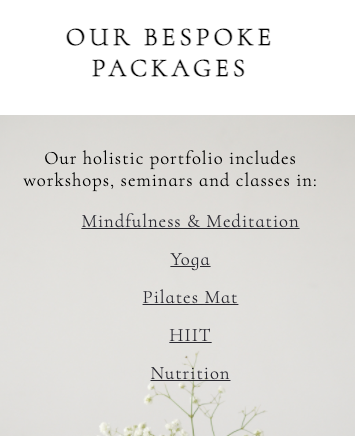 OUR BESPOKE
PACKAGES
Our holistic portfolio includes
workshops, seminars and classes in:
Mindfulness & Meditation
Yoga
Pilates Mat
HIIT
Nutrition